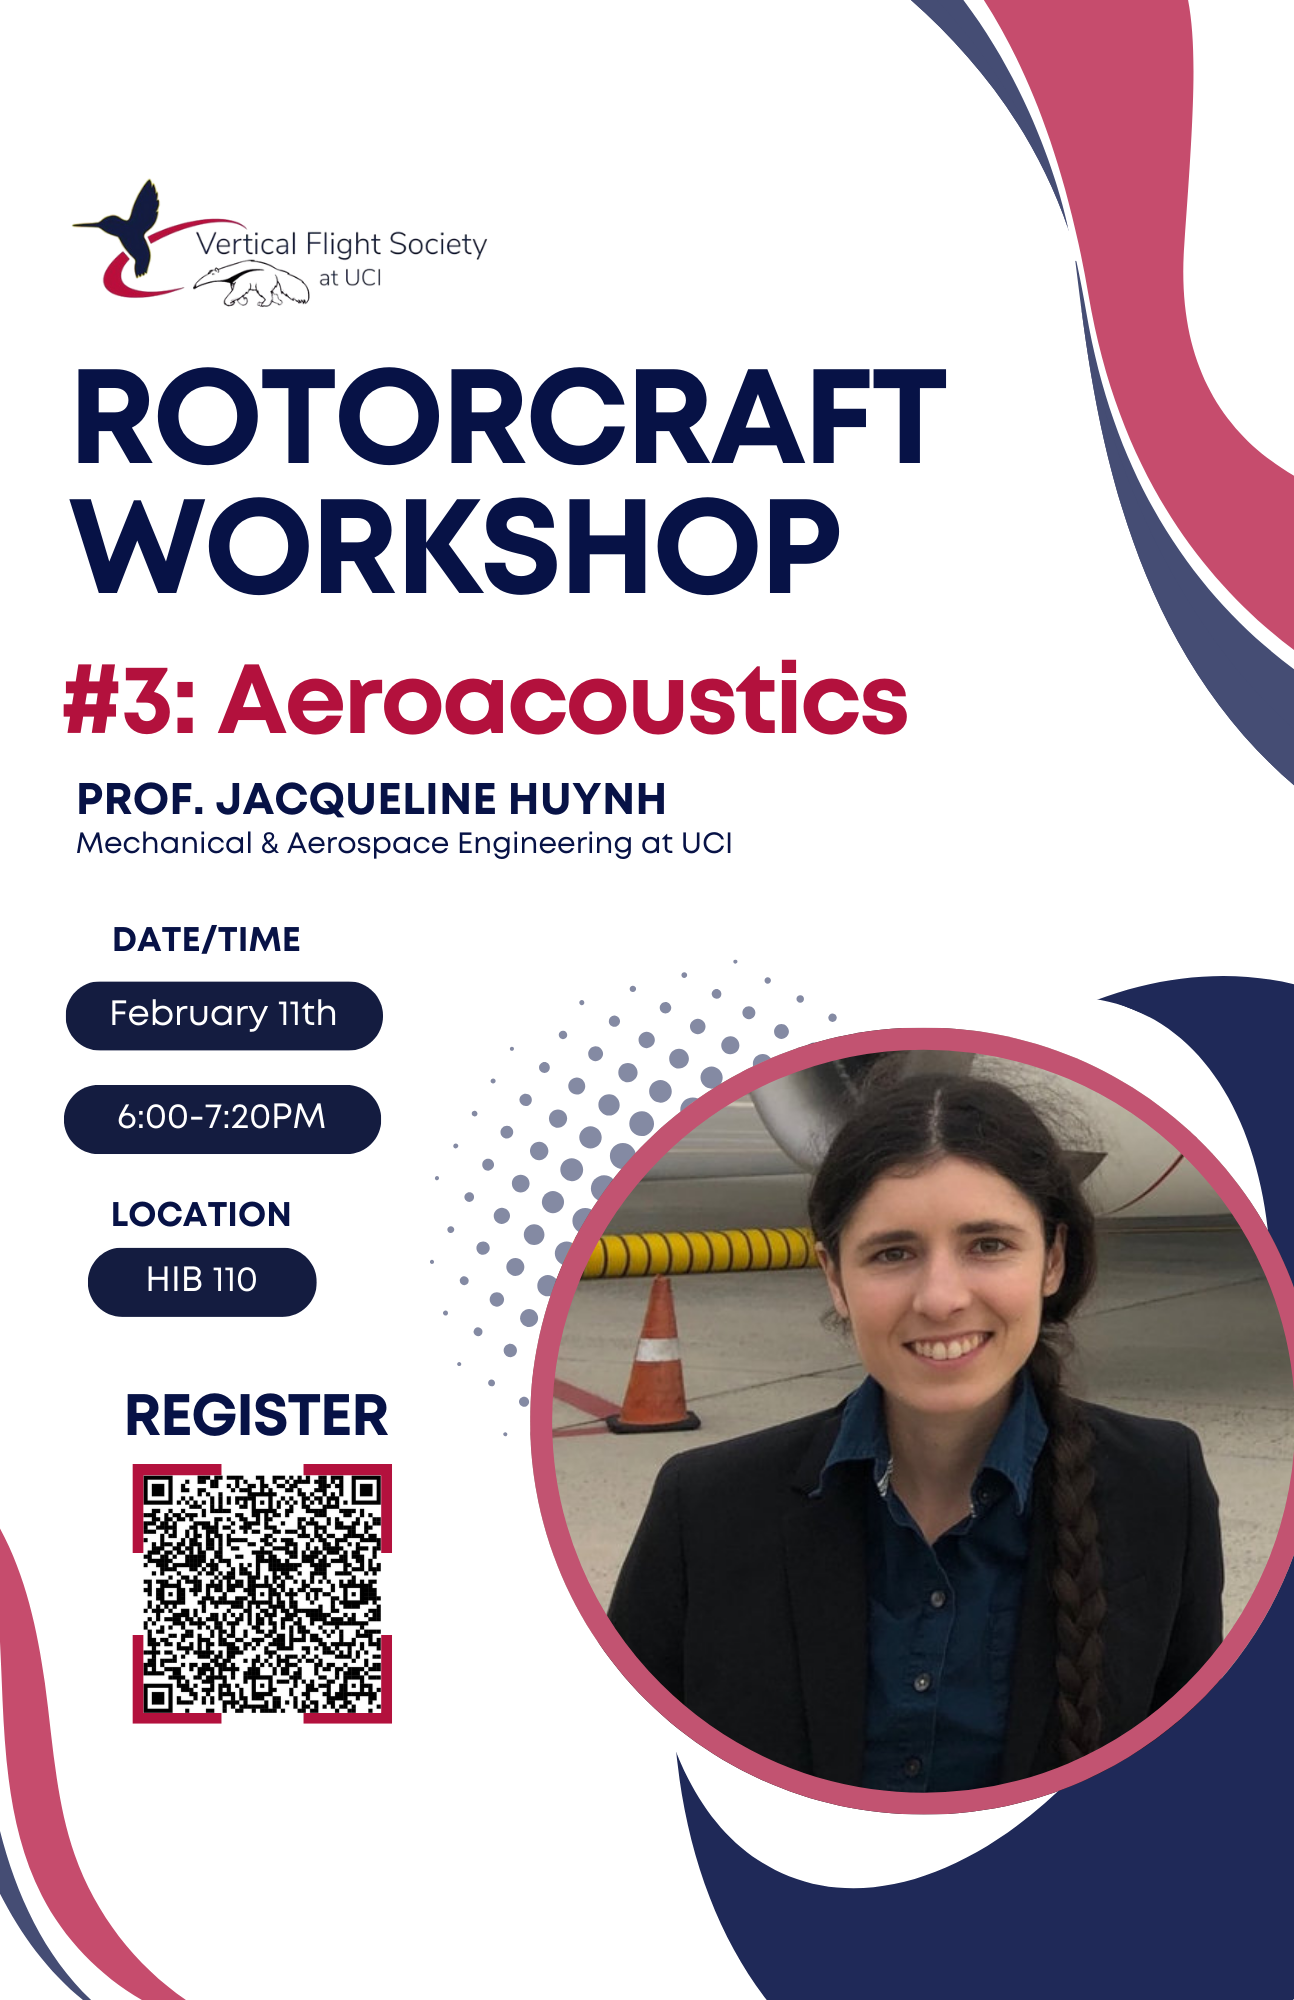 Vertical Flight Society
at UCI
ROTORCRAFT
WORKSHOP
#3: Aeroacoustics
PROF. JACQUELINE HUYNH
Mechanical & Aerospace Engineering at UCI
DATE/TIME
February 11th
6:00-7:20PM
LOCATION
HIB 110
REGISTER